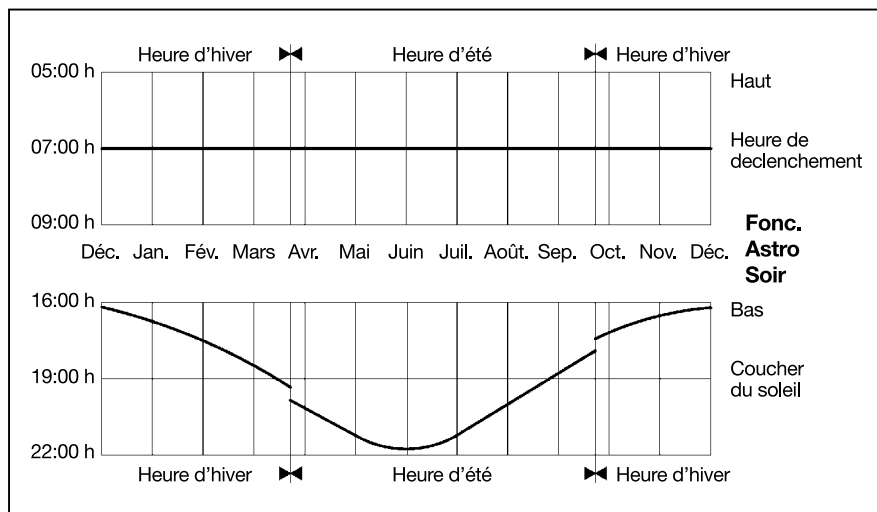 Heure d'hiver Heure d'été Heure d'hiver
05:00 h Haut
07:00 h Heure de
declenchement
09:00 h
Déc. Jan. Fév. Mars Avr. Mai Juin Juil. Août. Sep. Oct. Nov. Déc.
Fonc.
Astro
Soir
16:00 h Bas
19:00 h Coucher
du soleil
22:00 h
Heure d'hiver Heure d'été Heure d'hiver